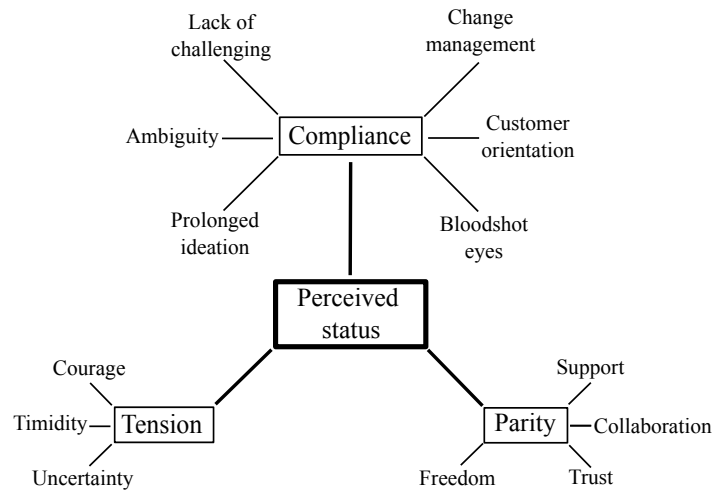 Lack of
challenging
Change
management
Ambiguity
Compliance
Customer
orientation
Prolonged
ideation
Bloodshot
eyes
Perceived
status
Courage
Timidity
Tension
Uncertainty
Support
Parity
Collaboration
Freedom
Trust